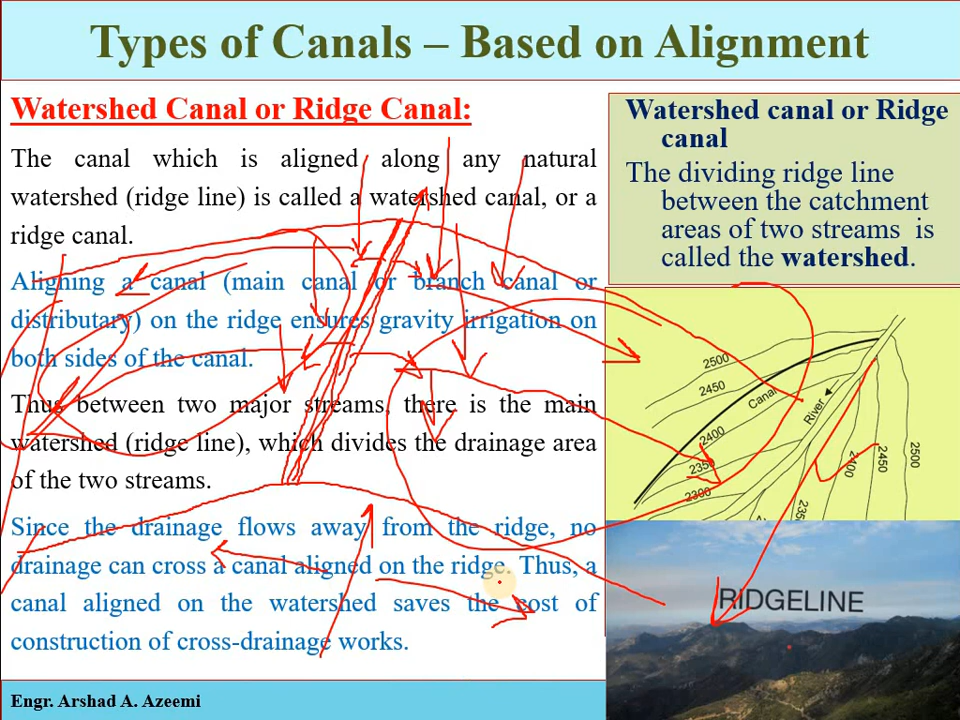 Types of Canals – Based on Alignment
Watershed Canal or Ridge Canal:
The canal which is aligned along any natural
watershed (ridge line) is called a watershed canal, or a
ridge canal.
Aligning a canal (main canal or branch canal or
distributary) on the ridge ensures gravity irrigation on
both sides of the canal.
Thus between two major streams, there is the main
watershed (ridge line), which divides the drainage area
of the two streams.
Since the drainage flows away from the ridge, no
drainage can cross a canal aligned on the ridge. Thus, a
canal aligned on the watershed saves the cost of
construction of cross-drainage works.
Watershed canal or Ridge
canal
The dividing ridge line
between the catchment
areas of two streams is
called the watershed.
2500
2450
Canal
River
2400
2350
2300
2400
2450
2500
RIDGELINE
Engr. Arshad A. Azeemi